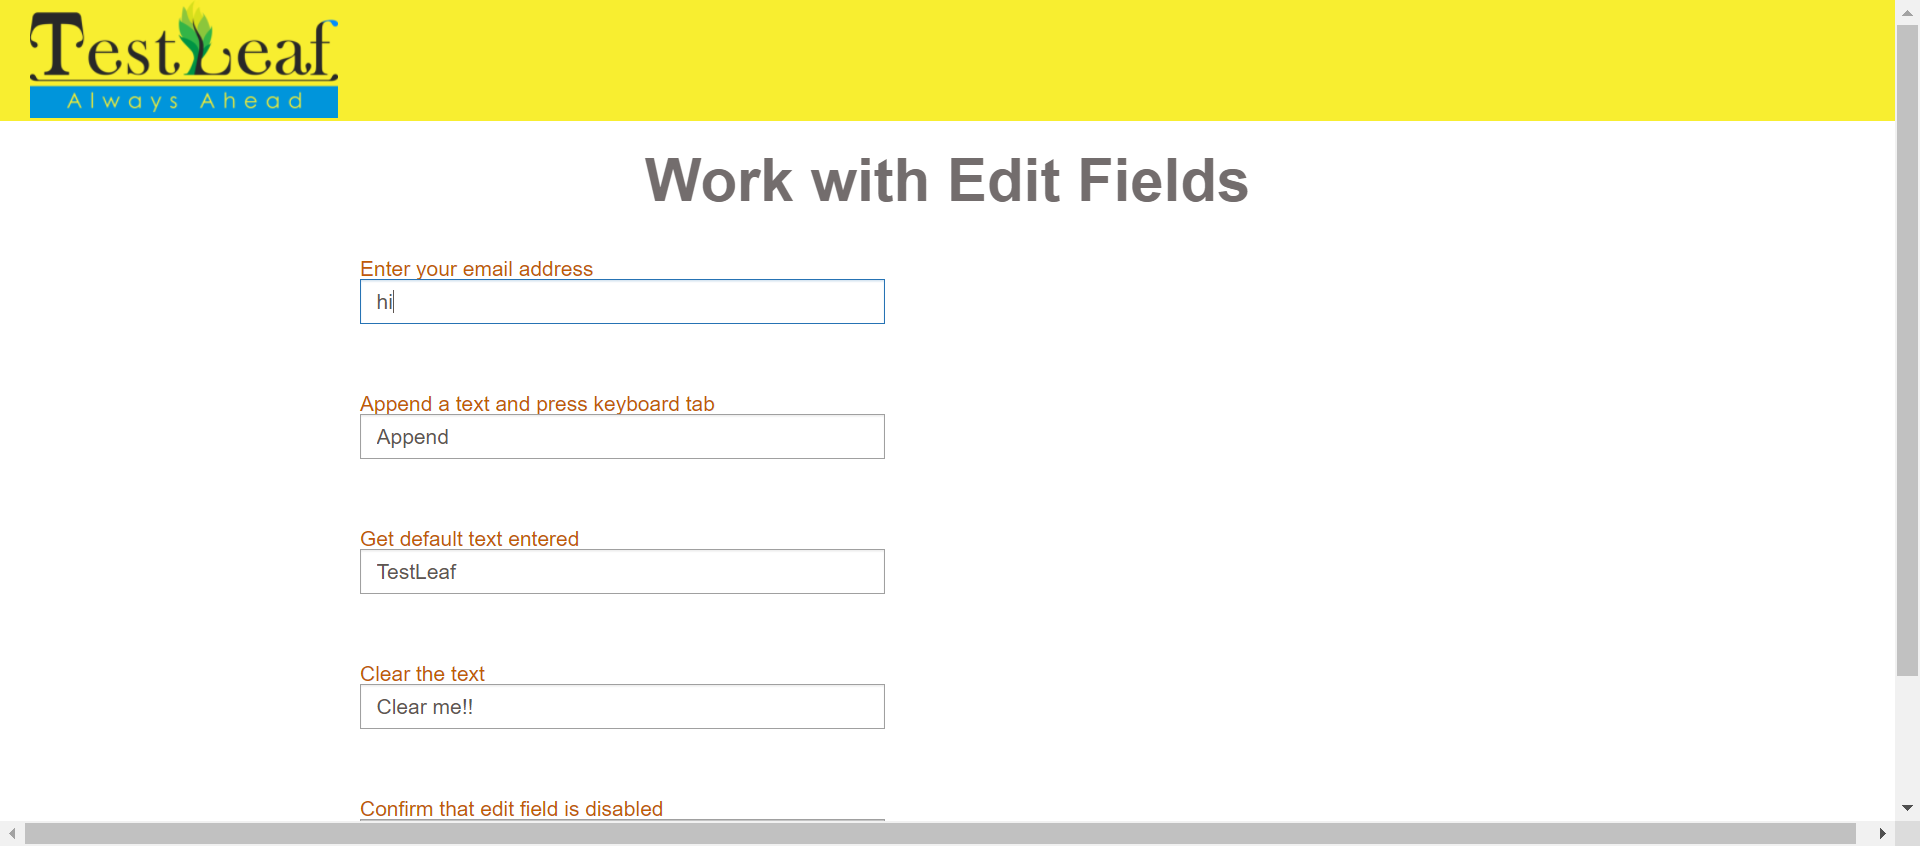 TestLeaf
Always Ahead
Work with Edit Fields
Enter your email address
hi
Append a text and press keyboard tab
Append
Get default text entered
TestLeaf
Clear the text
Clear me!!
Confirm that edit field is disabled